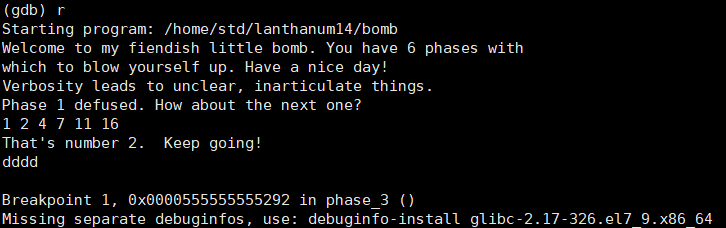 (gdb) r
Starting program: /home/std/lanthanum14/bomb
Welcome to my fiendish little bomb. You have 6 phases with
which to blow yourself up. Have a nice day!
Verbosity leads to unclear, inarticulate things.
Phase 1 defused. How about the next one?
1 2 4 7 11 16
That's number 2.  Keep going!
dddd
Breakpoint 1, 0x0000555555555292 in phase_3 ()
Missing separate debuginfos, use: debuginfo-install glibc-2.17-326.el7_9.x86_64